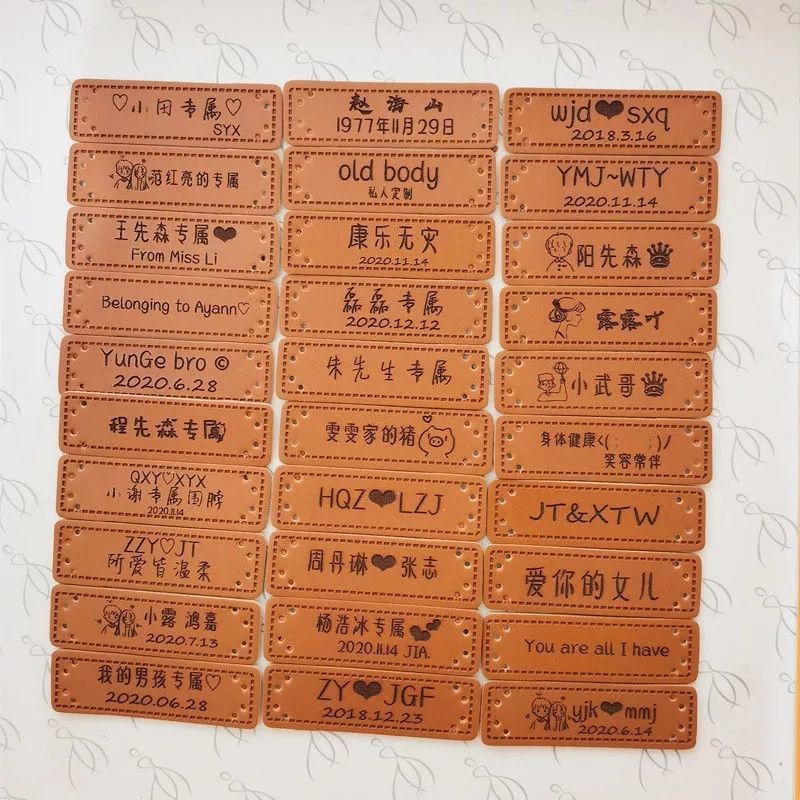 ♡小田专属♡
SYX
范红亮的专属
王先森专属❤
From Miss Li
Belonging to Ayann♡
YunGe bro ©
2020.6.28
程先森专属
QXY♡XYX
小谢专属围脖
2020.11.14
ZZY♡JT
所爱皆温柔
小露 鸿嘉
2020.7.13
我的男孩专属♡
2020.06.28
赵海山
1977年11月29日
old body
私人定制
康乐无灾
2020.11.14
磊磊专属
2020.12.12
朱先生专属
雯雯家的猪
HQZ❤LZJ
周丹琳❤张志
杨浩冰专属
2020.11.14 JIA.
ZY❤JGF
2018.12.23
wjd❤sxq
2018.3.16
YMJ~WTY
2020.11.14
阳先森
露露吖
小武哥
身体健康<( ; ; )ノ
笑容常伴
JT&XTW
爱你的女儿
You are all I have
yjk❤mmj
2020.6.14